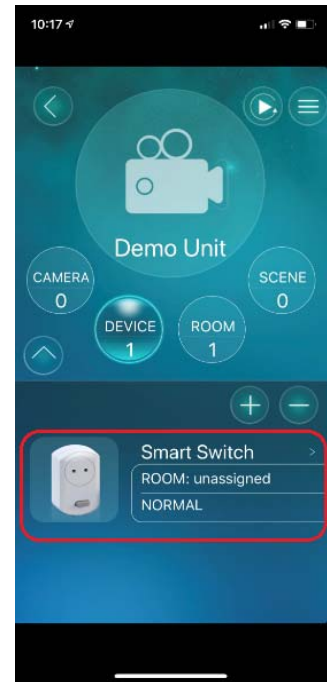 10:17
Demo Unit
CAMERA
0
SCENE
0
DEVICE
1
ROOM
1
Smart Switch >
ROOM: unassigned
NORMAL